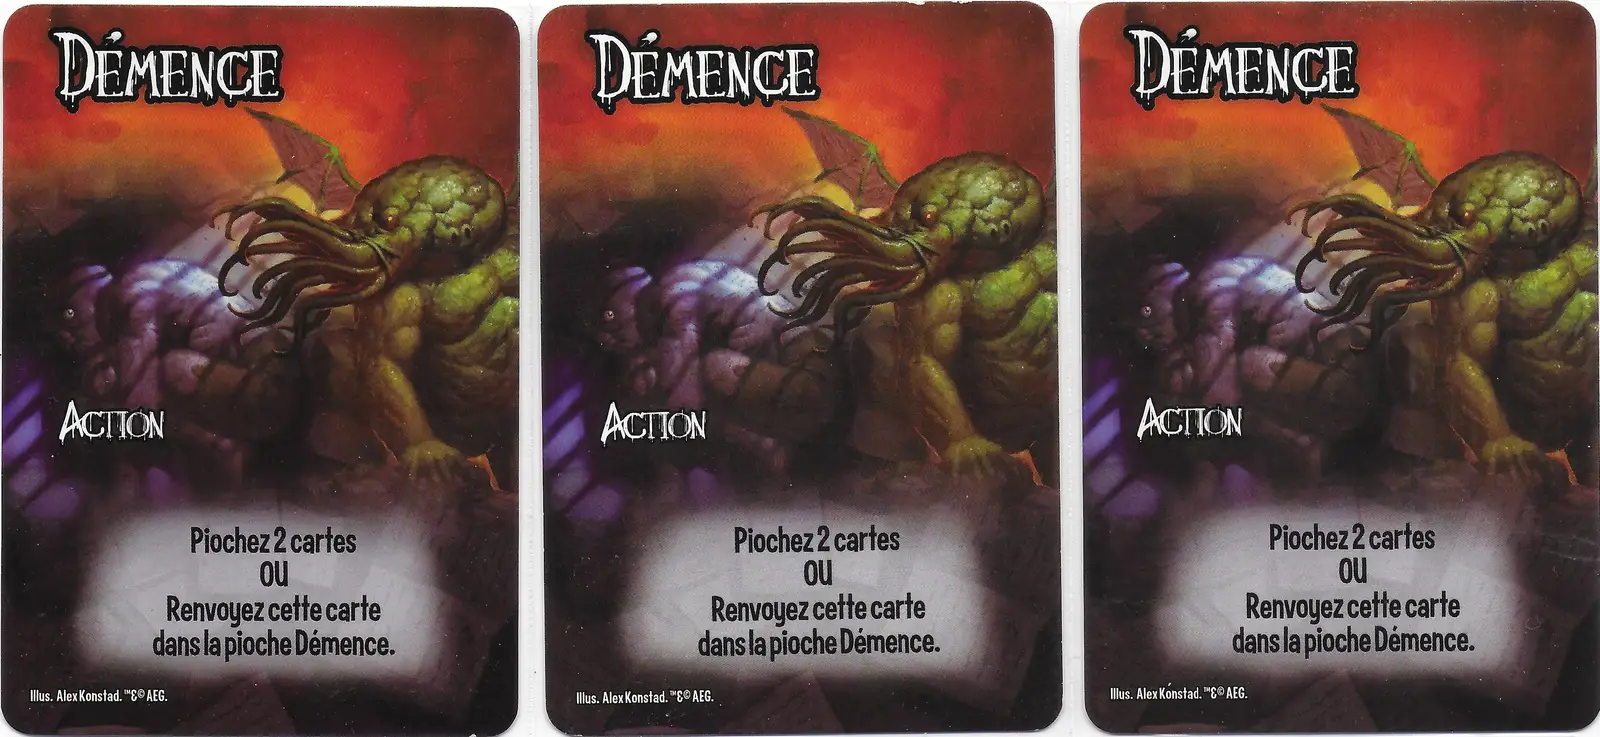 DÉMENCE
ACTION
Piochez 2 cartes
OU
Renvoyez cette carte
dans la pioche Démence.
Illus. Alex Konstad. ™&© AEG.
DÉMENCE
ACTION
Piochez 2 cartes
OU
Renvoyez cette carte
dans la pioche Démence.
Illus. Alex Konstad. ™&© AEG.
DÉMENCE
ACTION
Piochez 2 cartes
OU
Renvoyez cette carte
dans la pioche Démence.
Illus. Alex Konstad. ™&© AEG.